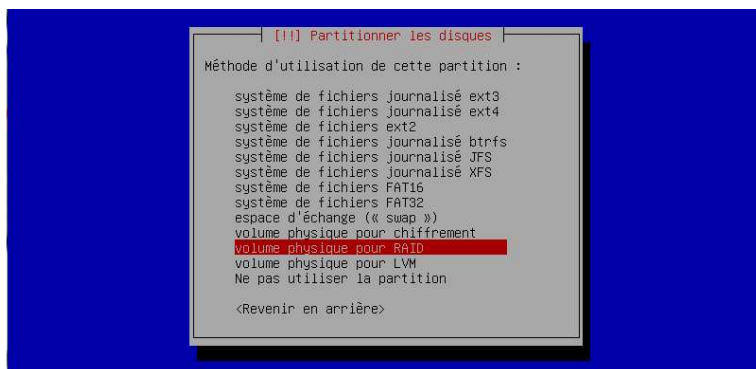 [!!] Partitionner les disques
Méthode d'utilisation de cette partition :
système de fichiers journalisé ext3
système de fichiers journalisé ext4
système de fichiers ext2
système de fichiers journalisé btrfs
système de fichiers journalisé JFS
système de fichiers journalisé XFS
système de fichiers FAT16
système de fichiers FAT32
espace d'échange (« swap »)
volume physique pour chiffrement
volume physique pour RAID
volume physique pour LVM
Ne pas utiliser la partition
<Revenir en arrière>